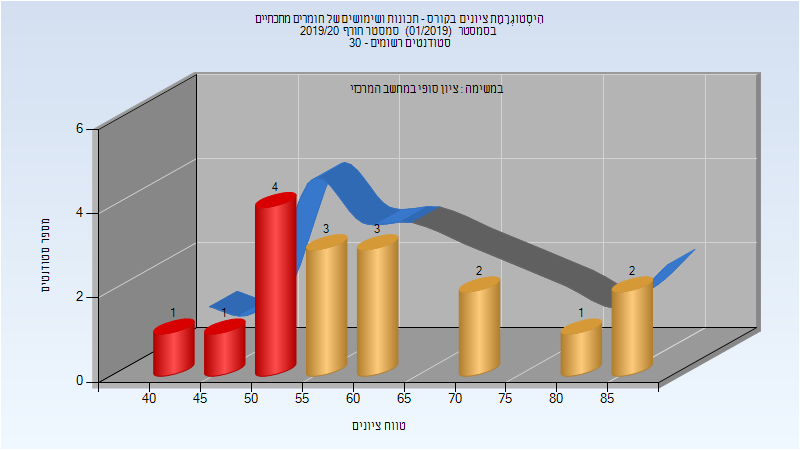 היסטוגרמת ציונים בקורס - תכונות ושימושים של חומרים מתכתיים
בסמסטר (01/2019) סמסטר חורף 2019/20
סטודנטים רשומים - 30
במשימה : ציון סופי במחשב המרכזי
מספר סטודנטים
6
4
2
0
1
1
4
3
3
2
1
2
40 45 50 55 60 65 70 75 80 85
טווח ציונים